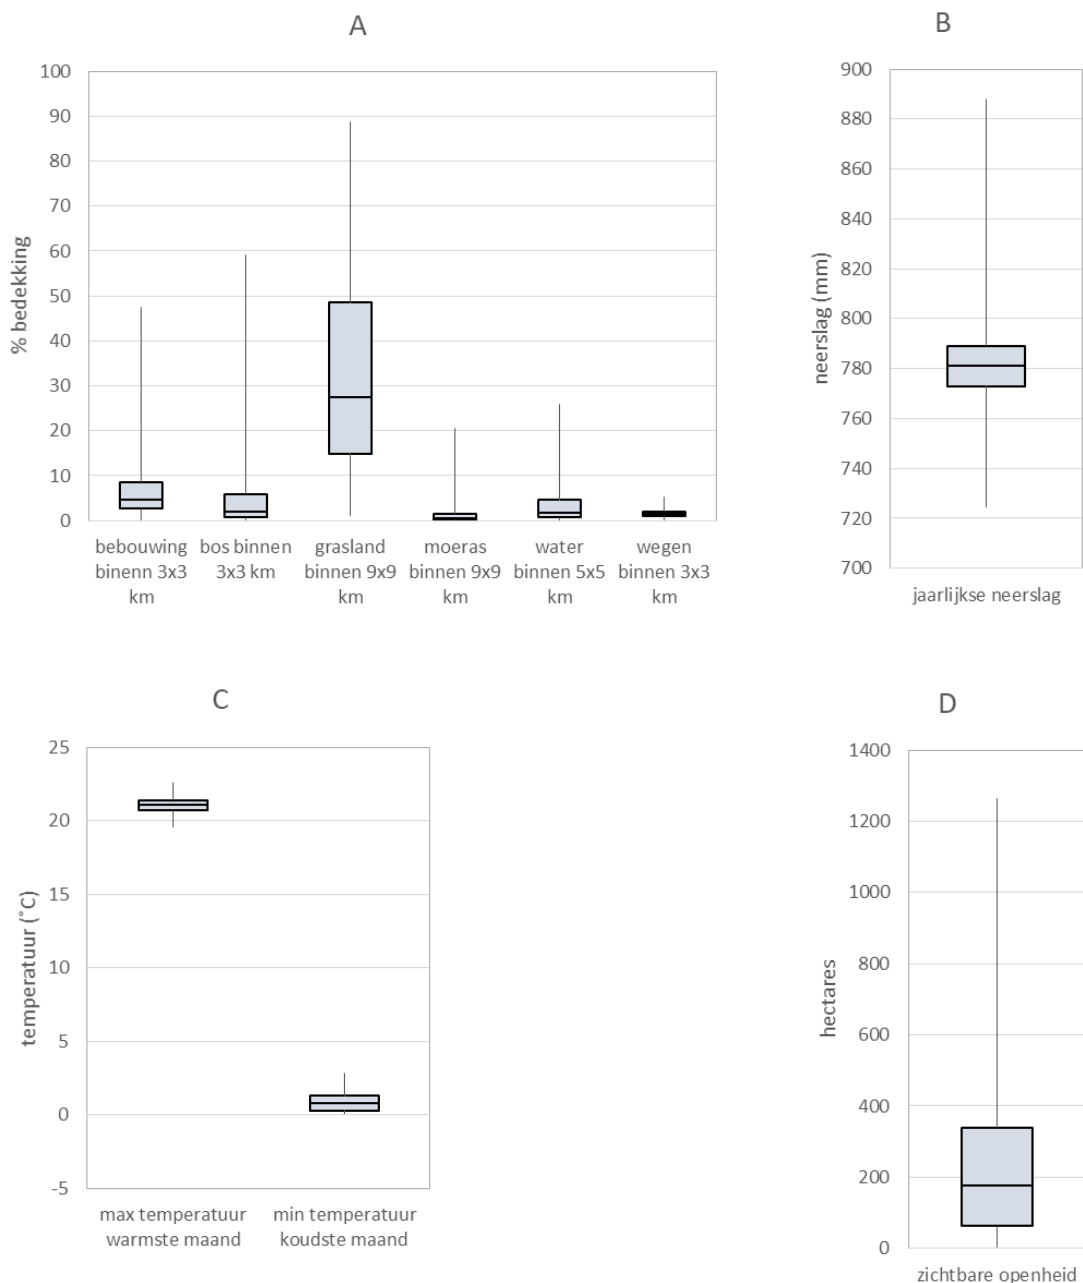 A
% bedekking
100
90
80
70
60
50
40
30
20
10
0
bebouwing binenn 3x3 km
bos binnen 3x3 km
grasland binnen 9x9 km
moeras binnen 9x9 km
water binnen 5x5 km
wegen binnen 3x3 km
B
neerslag (mm)
900
880
860
840
820
800
780
760
740
720
700
jaarlijkse neerslag
C
temperatuur (˚C)
25
20
15
10
5
0
-5
max temperatuur warmste maand
min temperatuur koudste maand
D
hectares
1400
1200
1000
800
600
400
200
0
zichtbare openheid